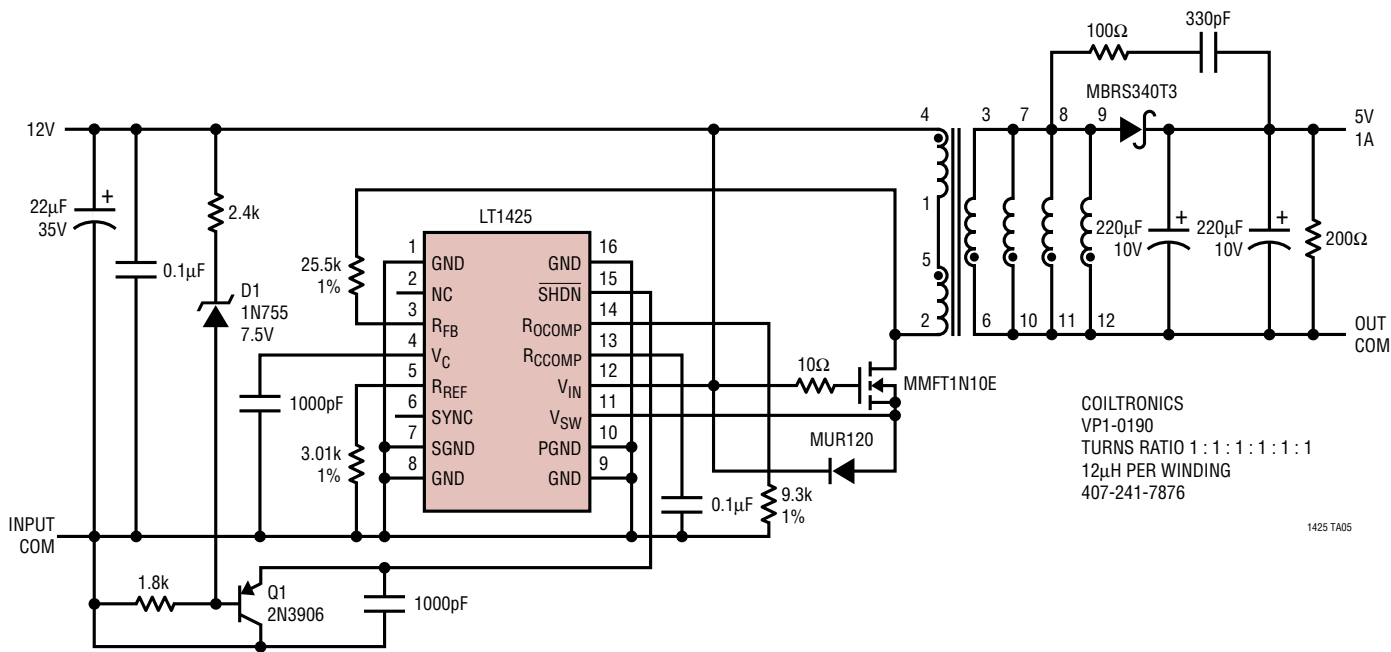 330pF
100Ω
MBRS340T3
12V
4
3
7
8
9
5V
1A
22μF
35V
+
2.4k
0.1μF
D1
1N755
7.5V
25.5k
1%
LT1425
1
GND
2
NC
3
RFB
4
VC
5
RREF
6
SYNC
7
SGND
8
GND
16
GND
15
SHDN
14
ROCOMP
13
RCCOMP
12
VIN
11
VSW
10
PGND
9
GND
1
5
2
6
10
11
12
220μF
10V
+
220μF
10V
+
200Ω
OUT
COM
10Ω
MMFT1N10E
MUR120
1000pF
3.01k
1%
0.1μF
9.3k
1%
COILTRONICS
VP1-0190
TURNS RATIO 1 : 1 : 1 : 1 : 1 : 1
12μH PER WINDING
407-241-7876
1425 TA05
INPUT
COM
1.8k
Q1
2N3906
1000pF